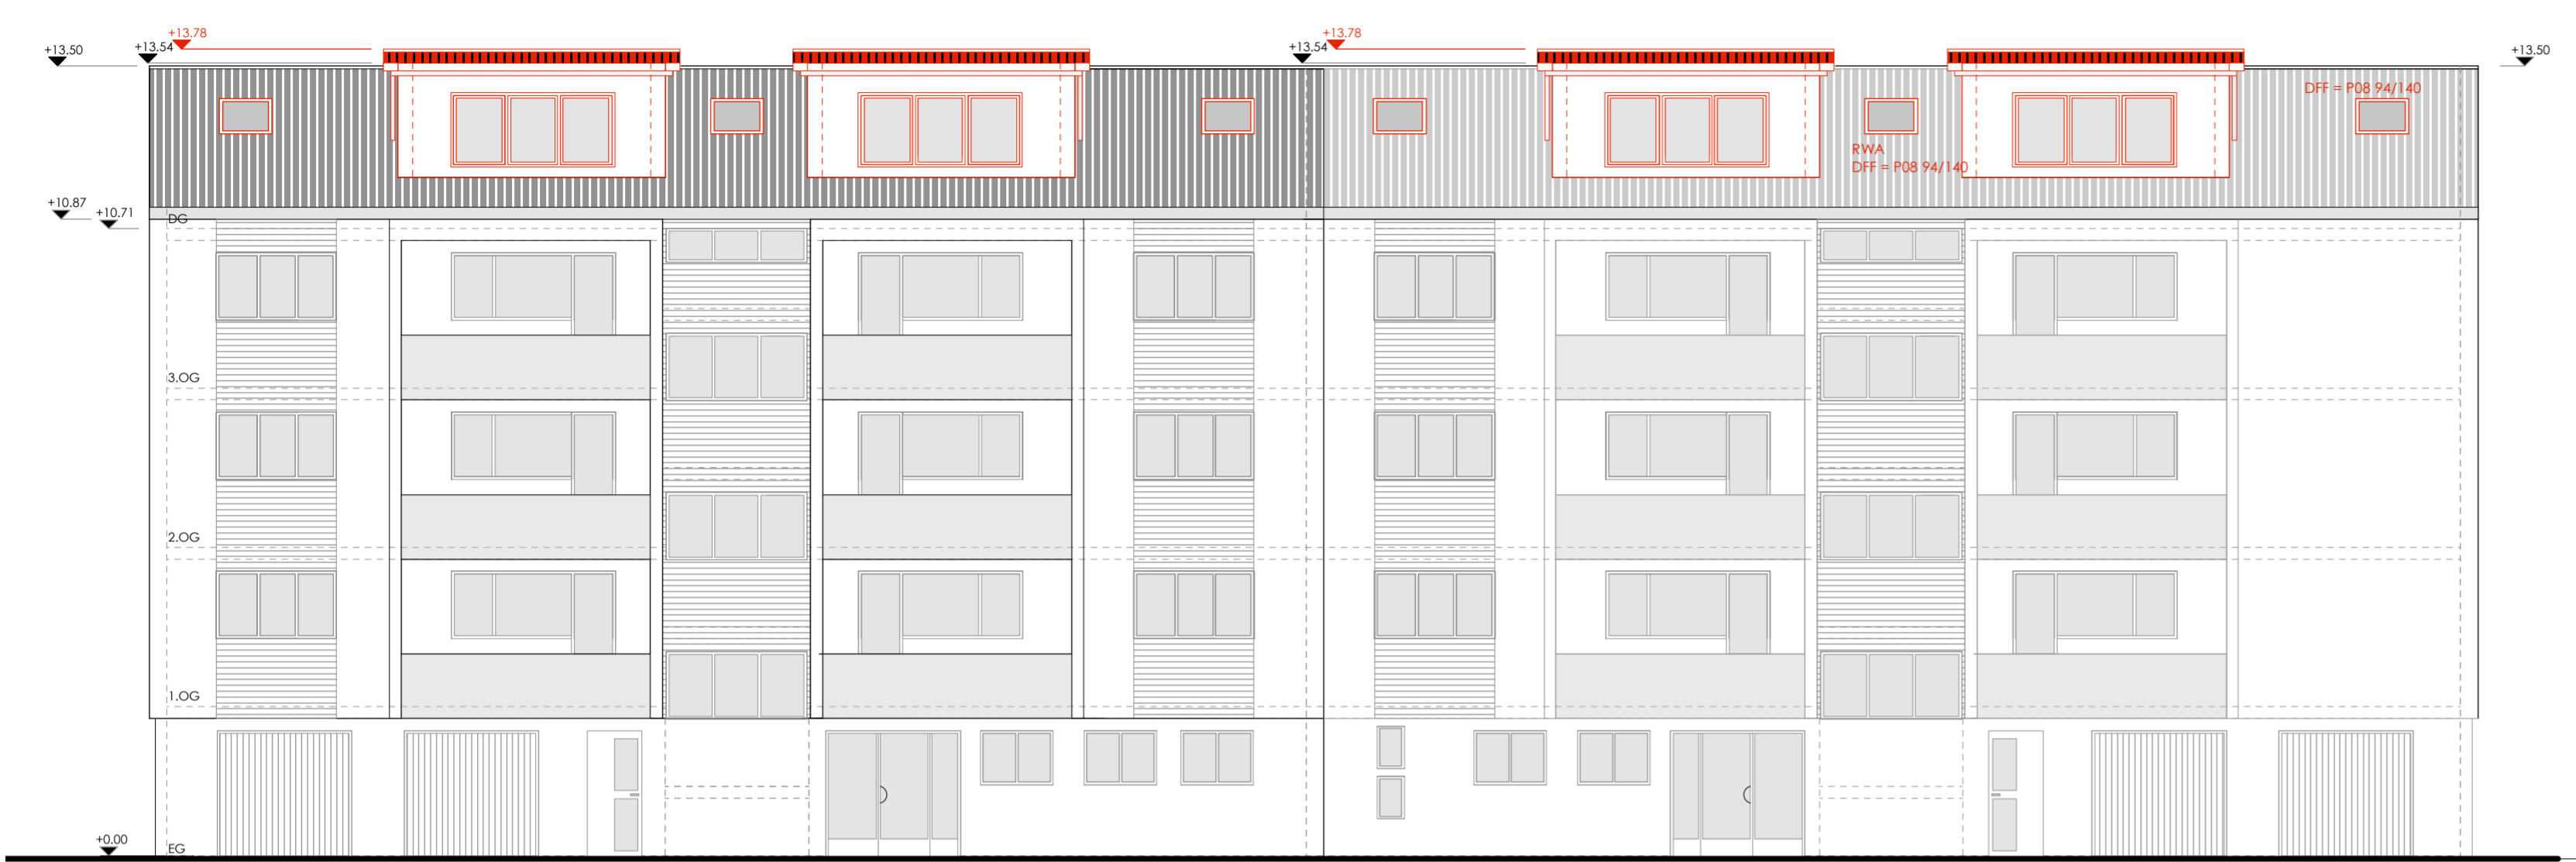 +13.78
+13.50
+13.54
+13.78
+13.54
+13.50
DFF = P08 94/140
RWA
DFF = P08 94/140
+10.87
+10.71
DG
3.OG
2.OG
1.OG
+0.00
EG